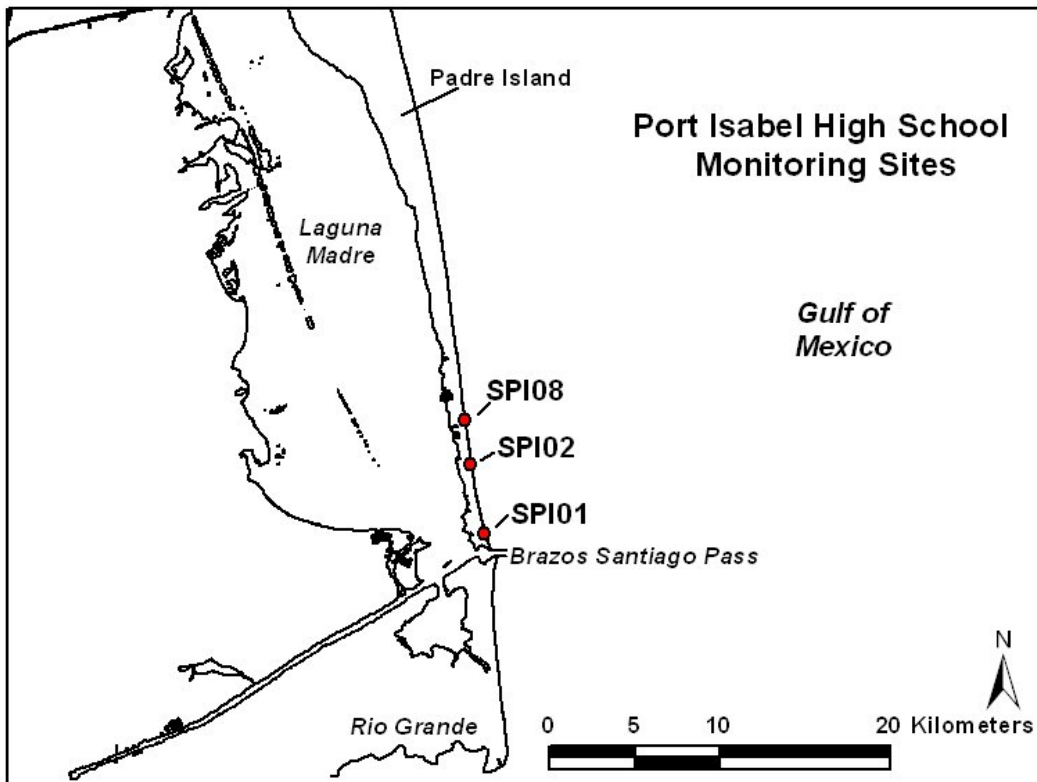 Padre Island
Port Isabel High School
Monitoring Sites
Laguna
Madre
Gulf of
Mexico
SPI08
SPI02
SPI01
Brazos Santiago Pass
N
Rio Grande
0 5 10 20 Kilometers